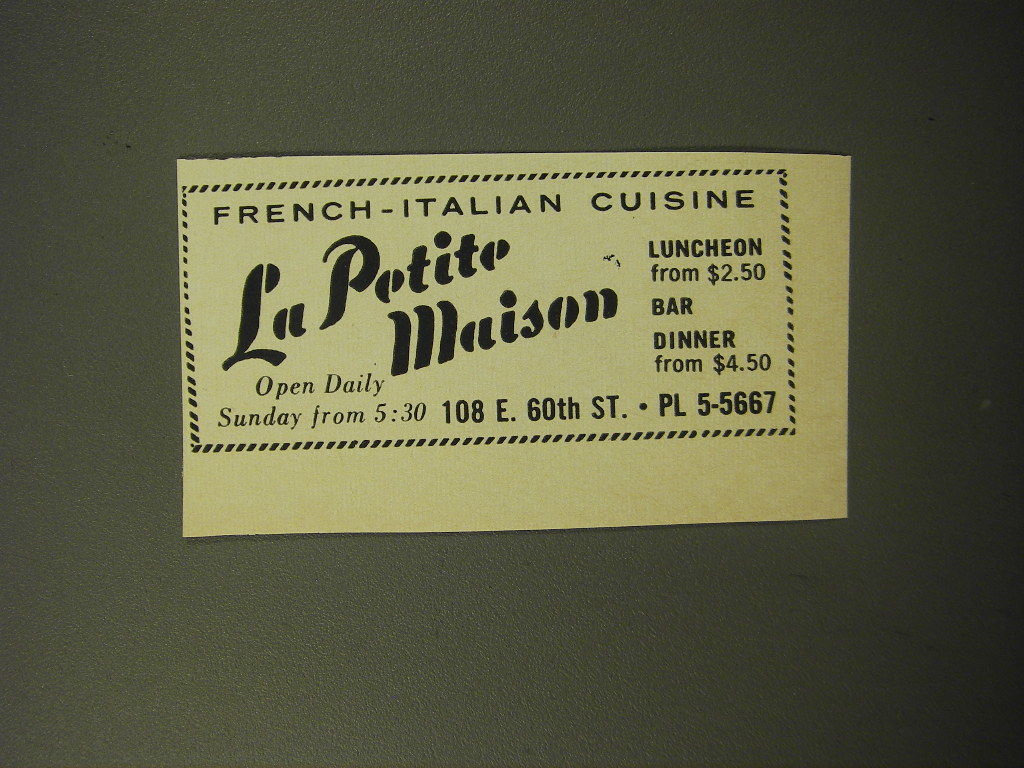 FRENCH-ITALIAN CUISINE
La Petite
Maison
LUNCHEON
from $2.50
BAR
DINNER
from $4.50
Open Daily
Sunday from 5:30
108 E. 60th ST. • PL 5-5667